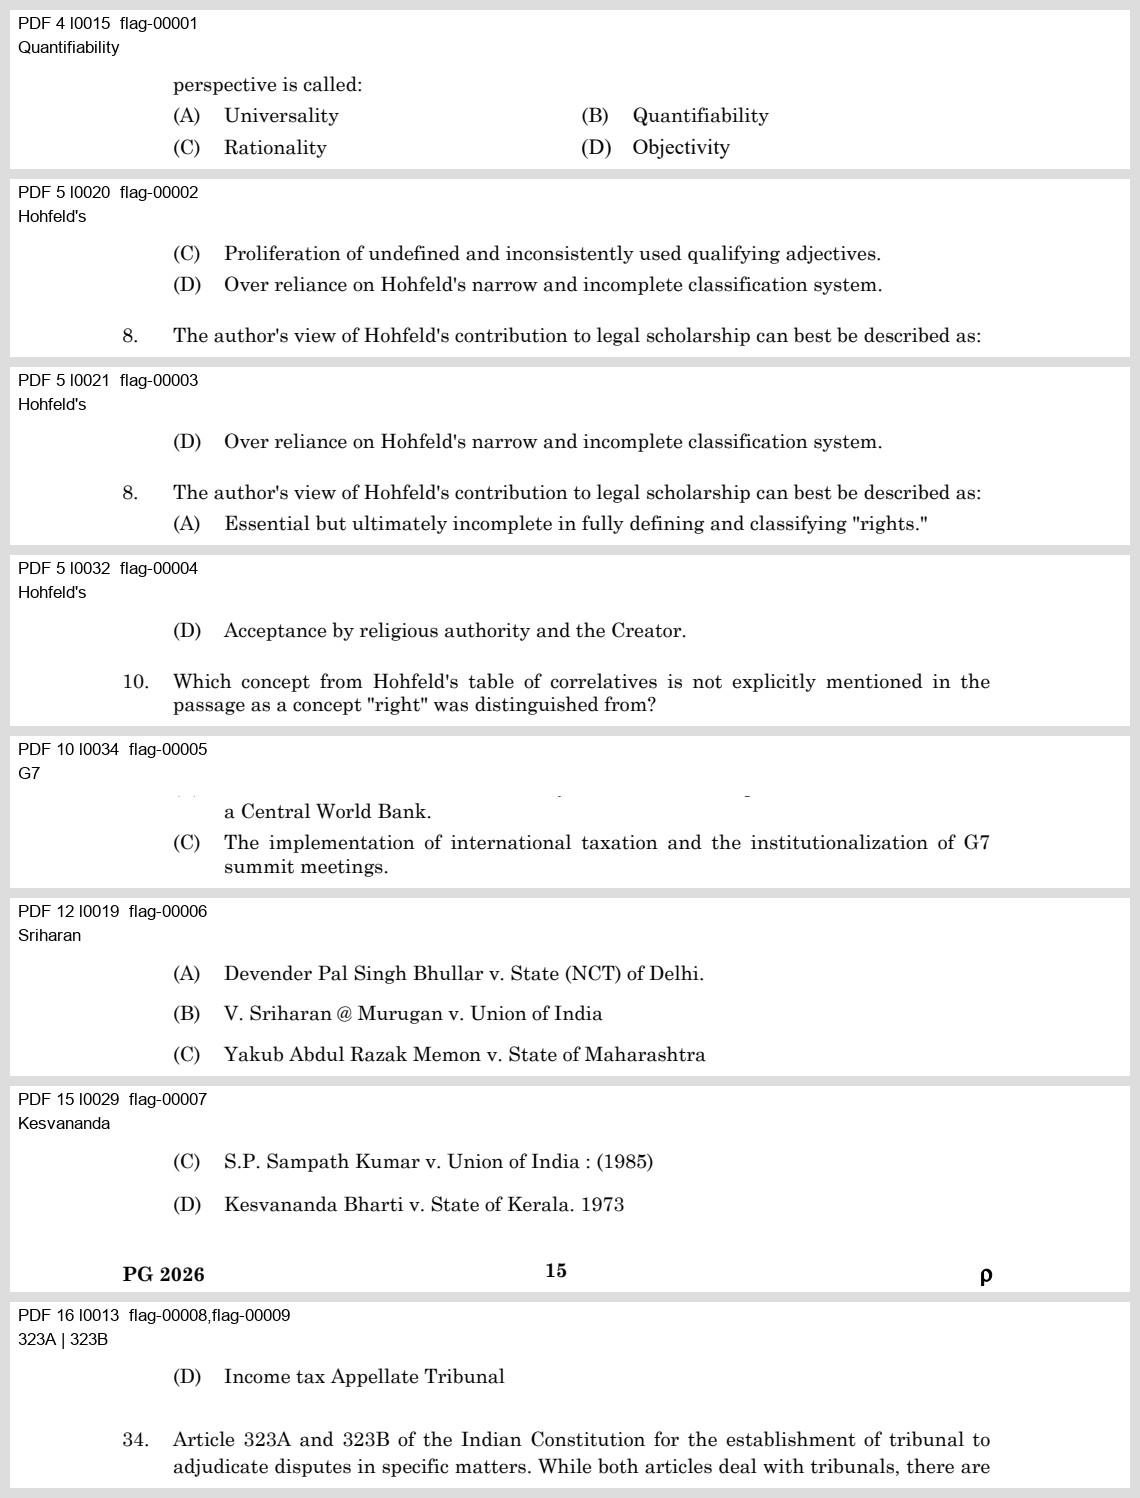 PDF 4 l0015  flag-00001
Quantifiability
perspective is called:
(A) Universality (B) Quantifiability
(C) Rationality (D) Objectivity
PDF 5 l0020  flag-00002
Hohfeld's
(C) Proliferation of undefined and inconsistently used qualifying adjectives.
(D) Over reliance on Hohfeld's narrow and incomplete classification system.
8. The author's view of Hohfeld's contribution to legal scholarship can best be described as:
PDF 5 l0021  flag-00003
Hohfeld's
(D) Over reliance on Hohfeld's narrow and incomplete classification system.
8. The author's view of Hohfeld's contribution to legal scholarship can best be described as:
(A) Essential but ultimately incomplete in fully defining and classifying "rights."
PDF 5 l0032  flag-00004
Hohfeld's
(D) Acceptance by religious authority and the Creator.
10. Which concept from Hohfeld's table of correlatives is not explicitly mentioned in the
passage as a concept "right" was distinguished from?
PDF 10 l0034  flag-00005
G7
a Central World Bank.
(C) The implementation of international taxation and the institutionalization of G7
summit meetings.
PDF 12 l0019  flag-00006
Sriharan
(A) Devender Pal Singh Bhullar v. State (NCT) of Delhi.
(B) V. Sriharan @ Murugan v. Union of India
(C) Yakub Abdul Razak Memon v. State of Maharashtra
PDF 15 l0029  flag-00007
Kesvananda
(C) S.P. Sampath Kumar v. Union of India : (1985)
(D) Kesvananda Bharti v. State of Kerala. 1973
PG 2026 15 ρ
PDF 16 l0013  flag-00008,flag-00009
323A | 323B
(D) Income tax Appellate Tribunal
34. Article 323A and 323B of the Indian Constitution for the establishment of tribunal to
adjudicate disputes in specific matters. While both articles deal with tribunals, there are